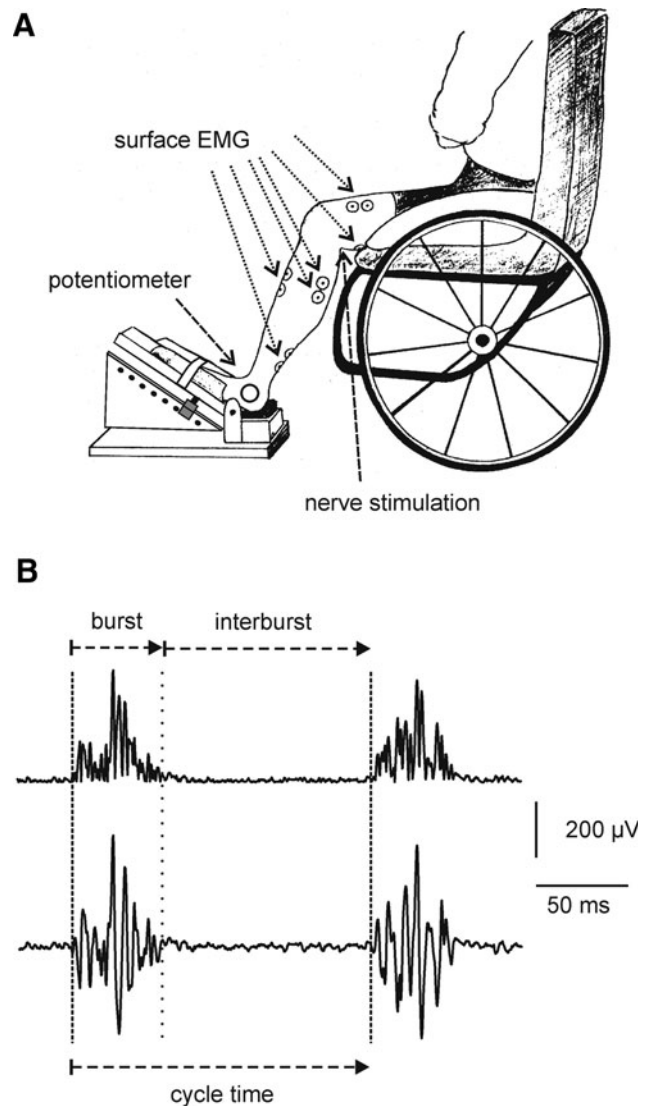 A
surface EMG
potentiometer
nerve stimulation
B
burst interburst
200 µV
50 ms
cycle time